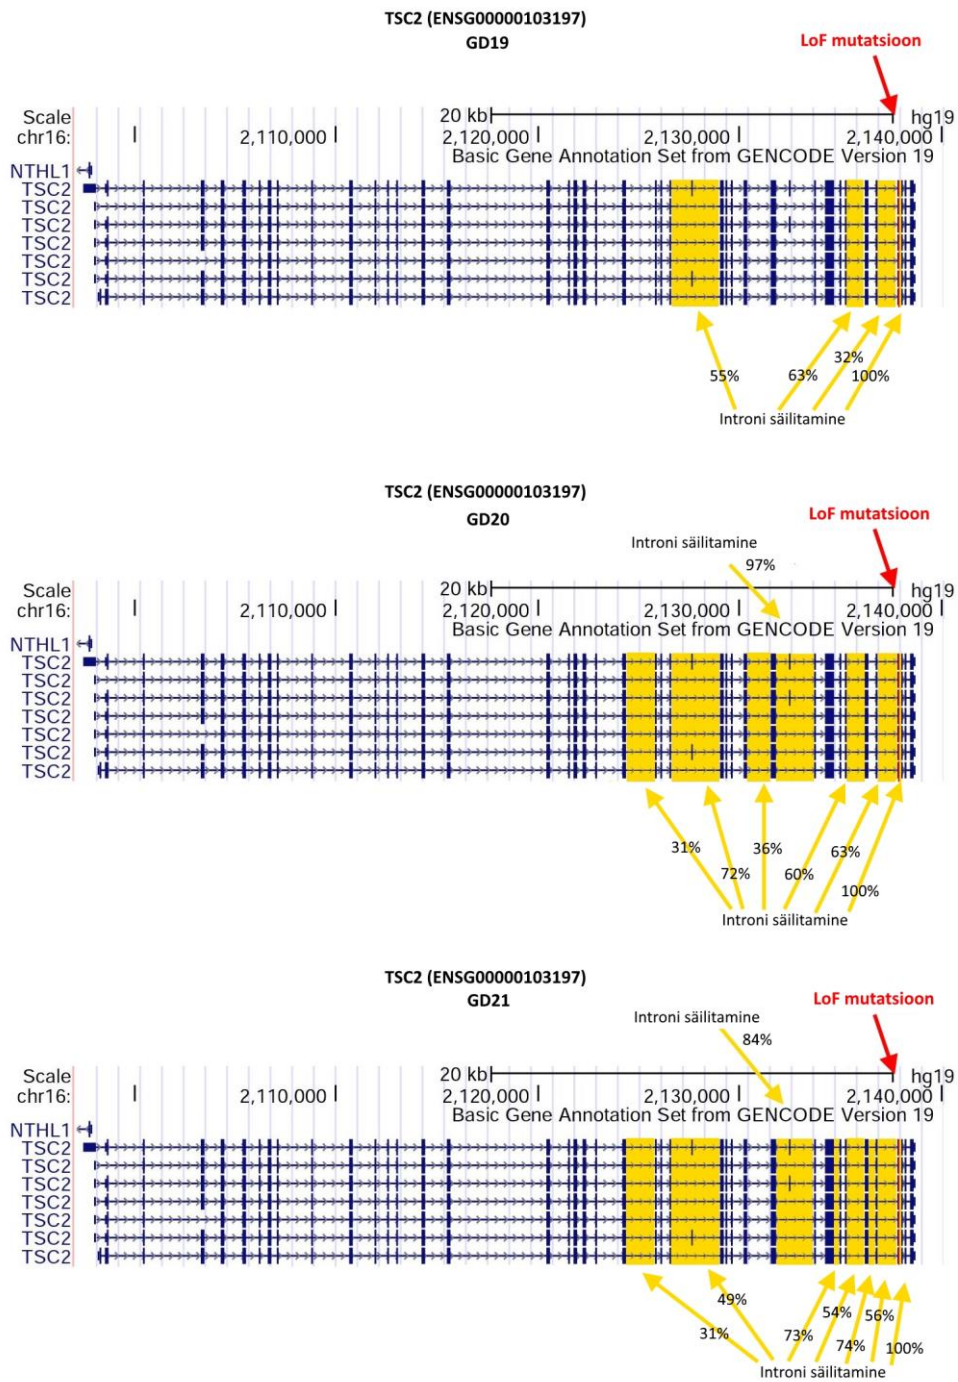 TSC2 (ENSG00000103197)
GD19
LoF mutatsioon
Scale 20 kb hg19
chr16: 2,110,000 2,120,000 2,130,000 2,140,000
Basic Gene Annotation Set from GENCODE Version 19
NTHL1
TSC2
TSC2
TSC2
TSC2
TSC2
TSC2
TSC2
32%
55% 63% 100%
Introni säilitamine
TSC2 (ENSG00000103197)
GD20
LoF mutatsioon
Introni säilitamine
97%
Scale 20 kb hg19
chr16: 2,110,000 2,120,000 2,130,000 2,140,000
Basic Gene Annotation Set from GENCODE Version 19
NTHL1
TSC2
TSC2
TSC2
TSC2
TSC2
TSC2
TSC2
31% 36% 63%
72% 60%
100%
Introni säilitamine
TSC2 (ENSG00000103197)
GD21
LoF mutatsioon
Introni säilitamine
84%
Scale 20 kb hg19
chr16: 2,110,000 2,120,000 2,130,000 2,140,000
Basic Gene Annotation Set from GENCODE Version 19
NTHL1
TSC2
TSC2
TSC2
TSC2
TSC2
TSC2
TSC2
49%
54% 56%
31% 73%
74% 100%
Introni säilitamine